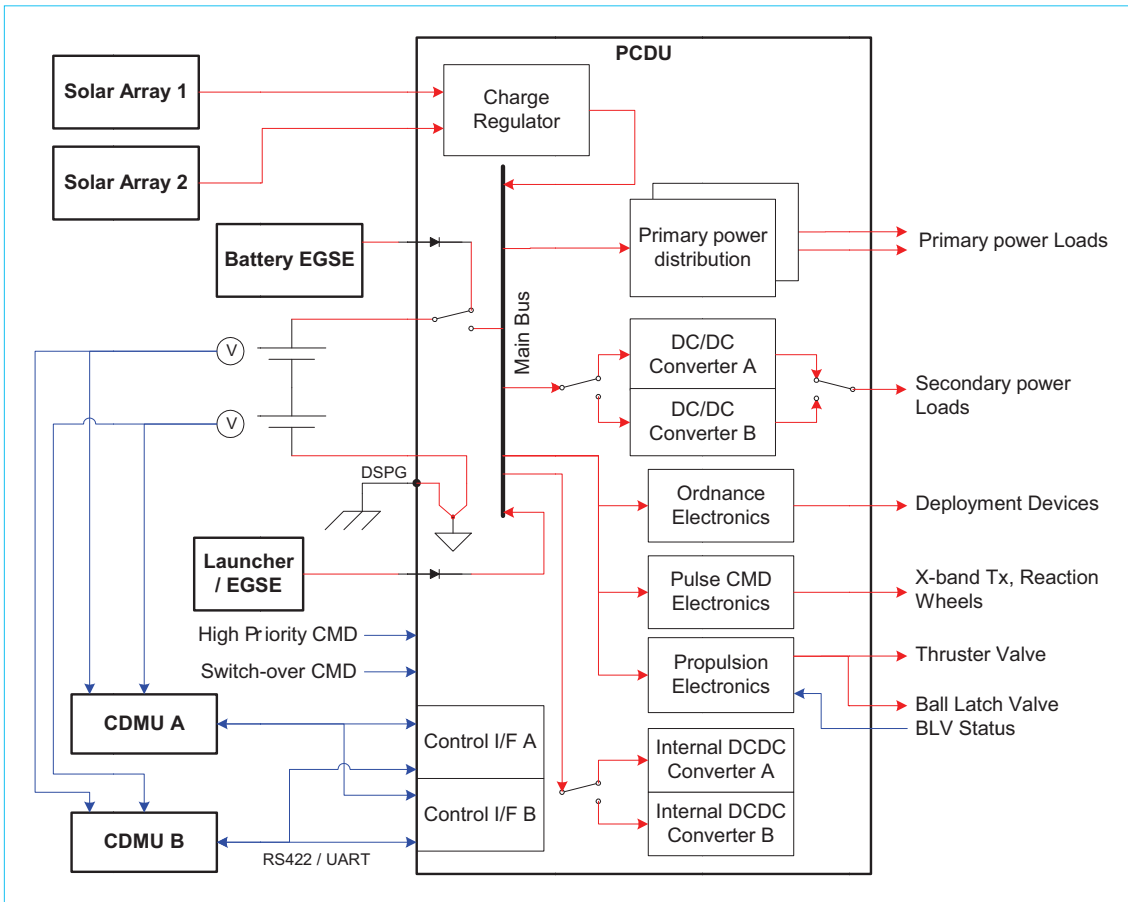 PCDU
Solar Array 1
Charge
Regulator
Solar Array 2
Battery EGSE
Primary power
distribution
Primary power Loads
Main Bus
V
DC/DC
Converter A
DC/DC
Converter B
Secondary power
Loads
V
DSPG
Ordnance
Electronics
Deployment Devices
Launcher
/ EGSE
Pulse CMD
Electronics
X-band Tx, Reaction
Wheels
High Priority CMD
Switch-over CMD
Propulsion
Electronics
Thruster Valve
Ball Latch Valve
BLV Status
CDMU A
Control I/F A
Internal DCDC
Converter A
Control I/F B
Internal DCDC
Converter B
CDMU B
RS422 / UART